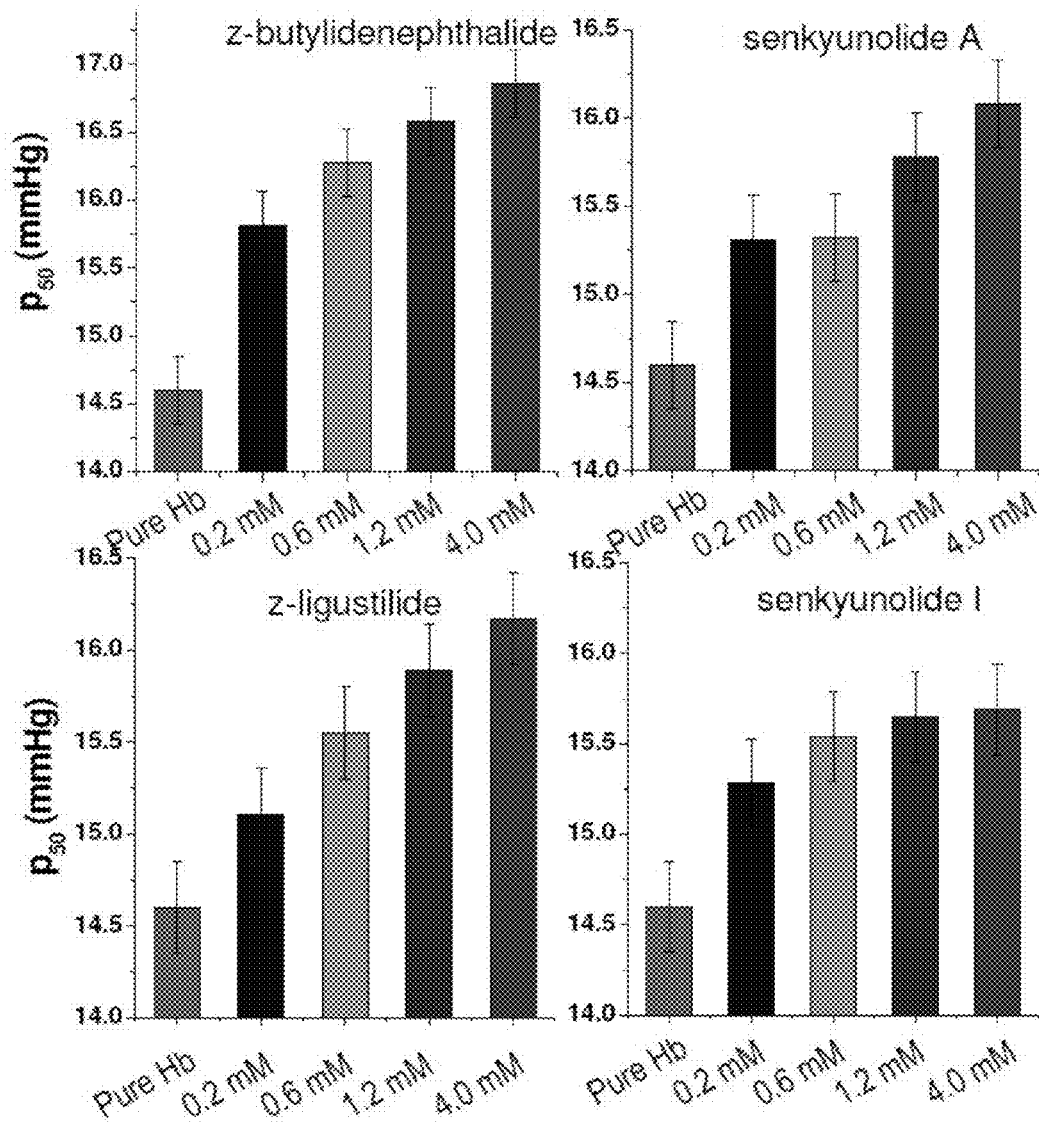 z-butylidenephthalide
p50 (mmHg)
17.0
16.5
16.0
15.5
15.0
14.5
14.0
Pure Hb
0.2 mM
0.6 mM
1.2 mM
4.0 mM
senkyunolide A
16.5
16.0
15.5
15.0
14.5
14.0
Pure Hb
0.2 mM
0.6 mM
1.2 mM
4.0 mM
z-ligustilide
p50 (mmHg)
16.5
16.0
15.5
15.0
14.5
14.0
Pure Hb
0.2 mM
0.6 mM
1.2 mM
4.0 mM
senkyunolide I
16.5
16.0
15.5
15.0
14.5
14.0
Pure Hb
0.2 mM
0.6 mM
1.2 mM
4.0 mM